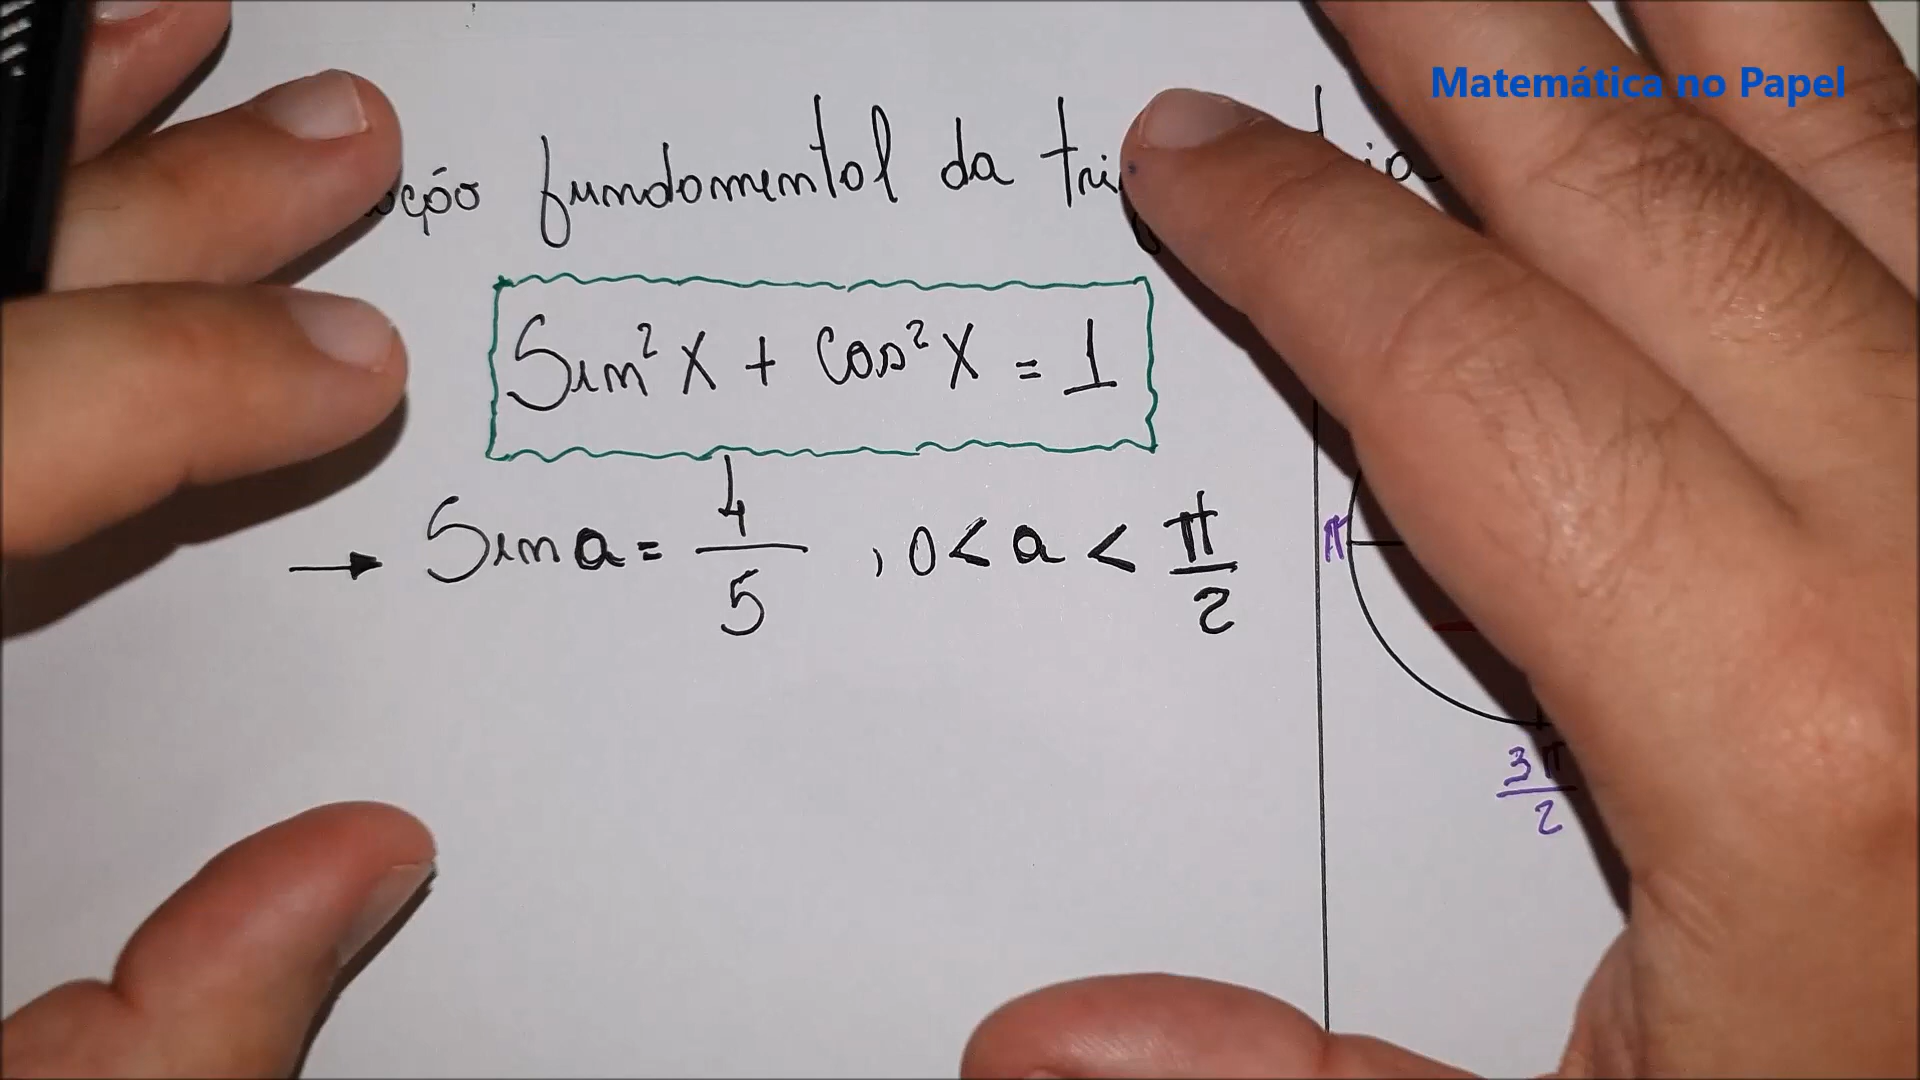 Matemática no Papel
fundamental da
Sen² x + cos² x = 1
→ Sen a = 4/5 , 0 < a < π/2
π
3π/2